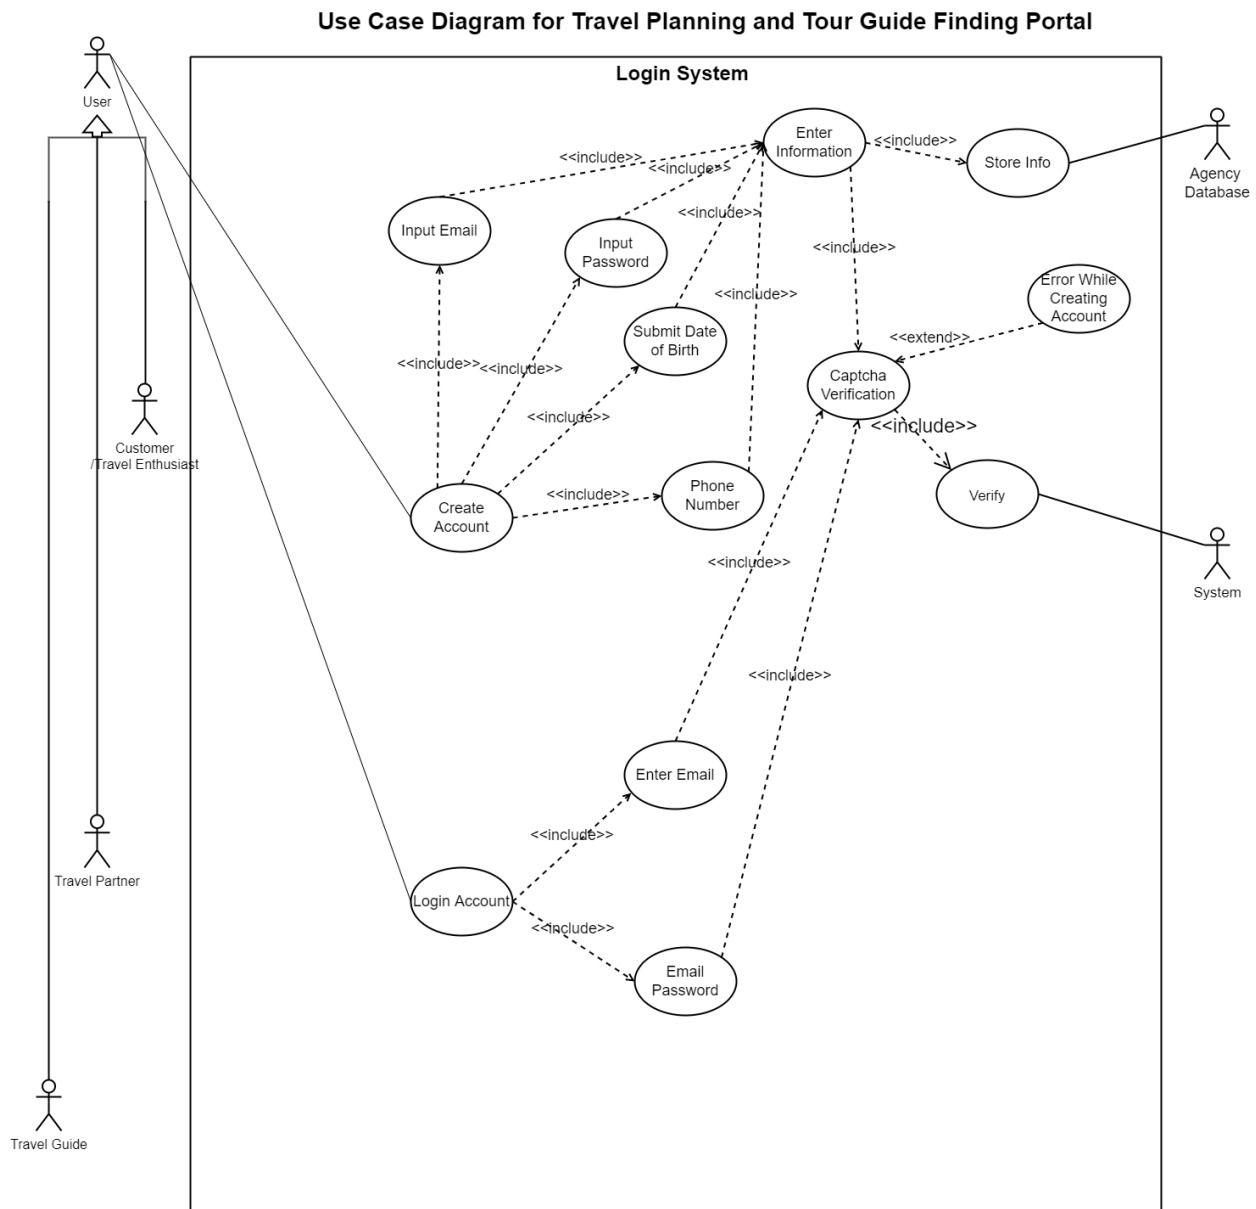 Use Case Diagram for Travel Planning and Tour Guide Finding Portal
Login System
User
Enter
Information
<<include>>
Store Info
Agency
Database
<<include>>
<<include>>
<<include>>
Input Email
Input
Password
<<include>>
<<include>>
Error While
Creating
Account
Submit Date
of Birth
<<extend>>
<<include>>
<<include>>
Captcha
Verification
<<include>>
<<include>>
Customer
/Travel Enthusiast
Create
Account
<<include>>
Phone
Number
Verify
<<include>>
System
<<include>>
Enter Email
<<include>>
Travel Partner
Login Account
<<include>>
Email
Password
Travel Guide